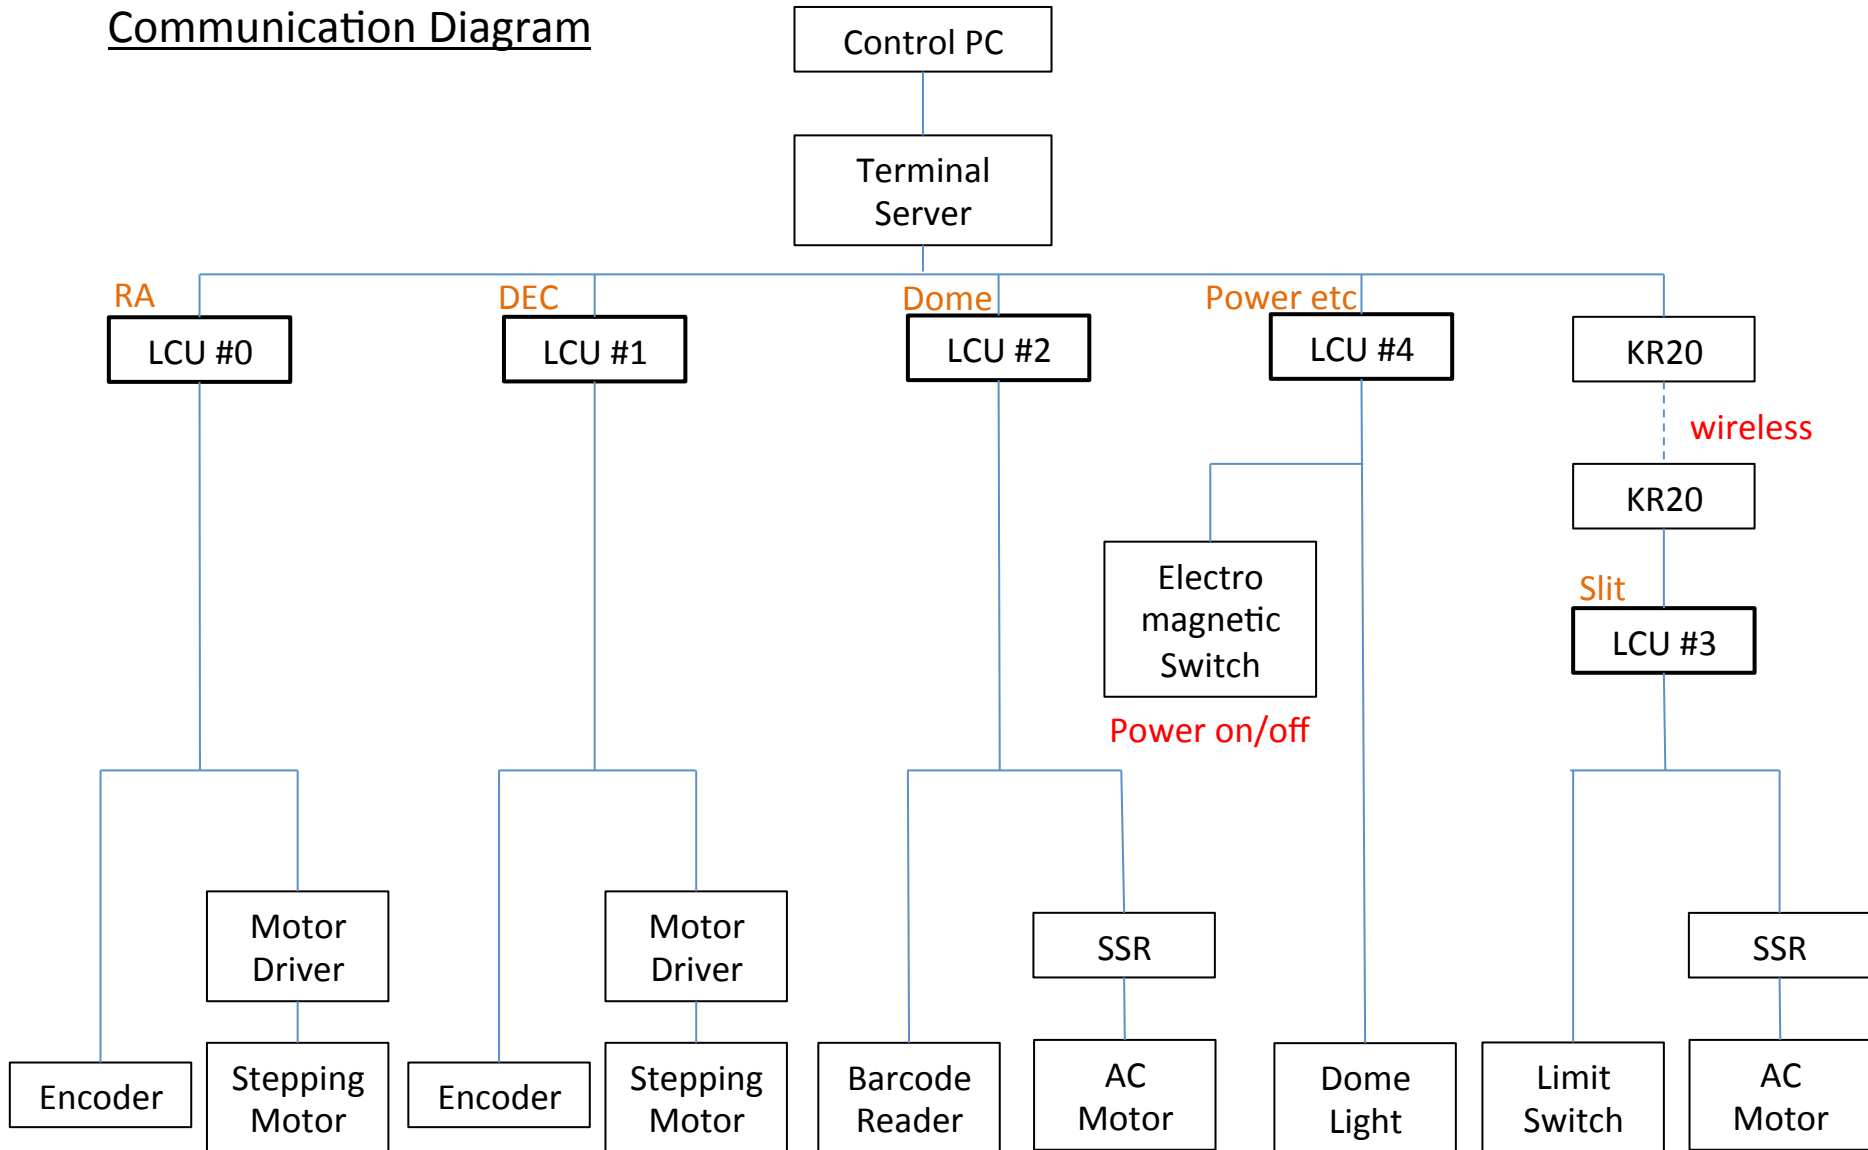 Communication Diagram
Control PC
Terminal
Server
RA
DEC
Dome
Power etc
LCU #0
LCU #1
LCU #2
LCU #4
KR20
wireless
KR20
Electro
magnetic
Switch
Slit
LCU #3
Power on/off
Motor
Driver
Motor
Driver
SSR
SSR
Encoder
Stepping
Motor
Encoder
Stepping
Motor
Barcode
Reader
AC
Motor
Dome
Light
Limit
Switch
AC
Motor